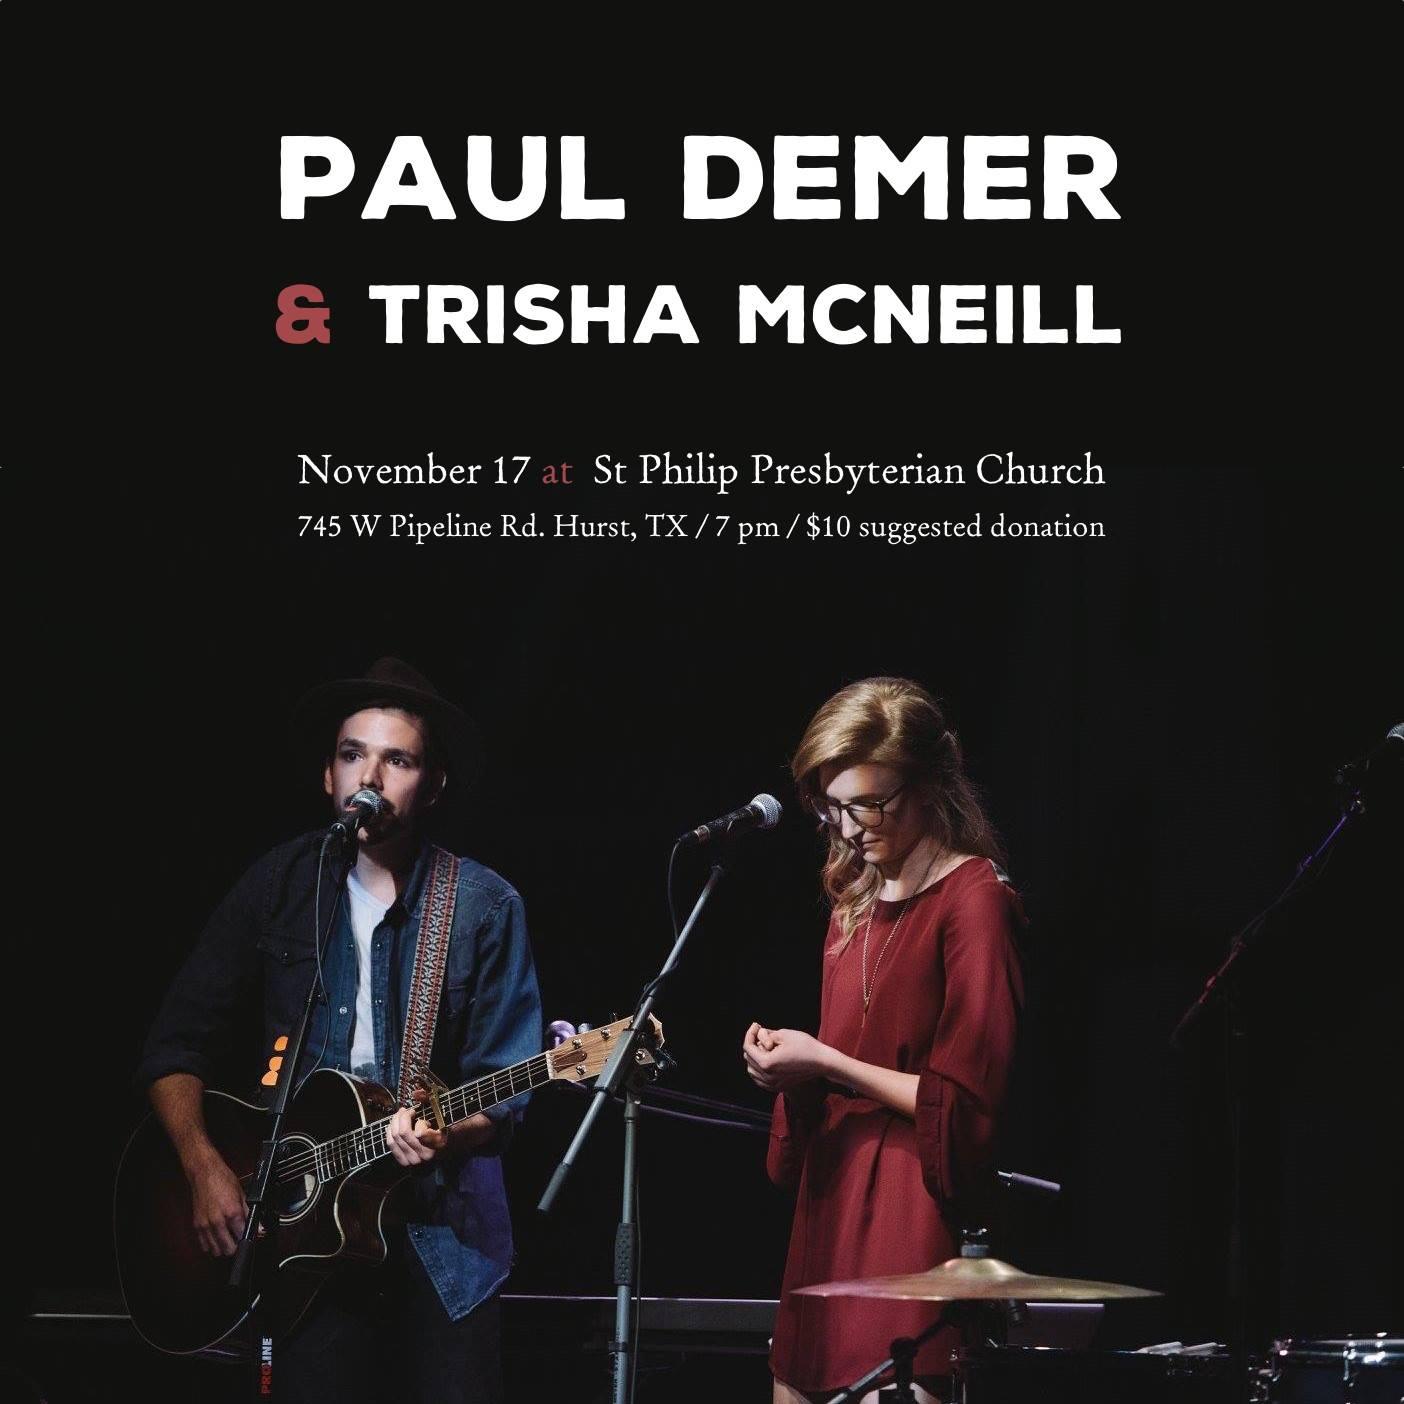 PAUL DEMER
& TRISHA MCNEILL
November 17 at St Philip Presbyterian Church
745 W Pipeline Rd. Hurst, TX / 7 pm / $10 suggested donation
PROLINE